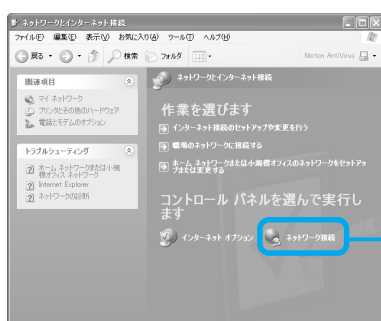 ネットワークとインターネット接続
ファイル(F) 編集(E) 表示(V) お気に入り(A) ツール(T) ヘルプ(H)
戻る 検索 フォルダ Norton AntiVirus
関連項目
マイ ネットワーク
プリンタとその他のハードウェア
電話とモデムのオプション
トラブルシューティング
ホーム ネットワークまたは小規
模オフィス ネットワーク
Internet Explorer
ネットワークの診断
ネットワークとインターネット接続
作業を選びます
インターネット接続のセットアップや変更を行う
職場のネットワークに接続する
ホーム ネットワークまたは小規模オフィスのネットワークをセットアッ
プまたは変更する
コントロール パネルを選んで実行し
ます
インターネット オプション ネットワーク接続